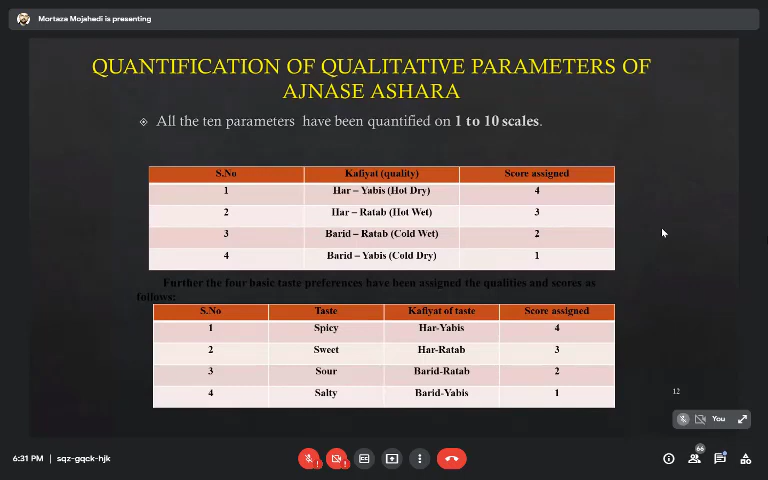 Mortaza Mojahedi is presenting
QUANTIFICATION OF QUALITATIVE PARAMETERS OF
AJNASE ASHARA
All the ten parameters have been quantified on 1 to 10 scales.
S.No Kafiyat (quality) Score assigned
1 Har – Yabis (Hot Dry) 4
2 Har – Ratab (Hot Wet) 3
3 Barid – Ratab (Cold Wet) 2
4 Barid – Yabis (Cold Dry) 1
Further the four basic taste preferences have been assigned the qualities and scores as
follows:
S.No Taste Kafiyat of taste Score assigned
1 Spicy Har-Yabis 4
2 Sweet Har-Ratab 3
3 Sour Barid-Ratab 2
4 Salty Barid-Yabis 1
12
You
66
6:31 PM | sqz-gqck-hjk